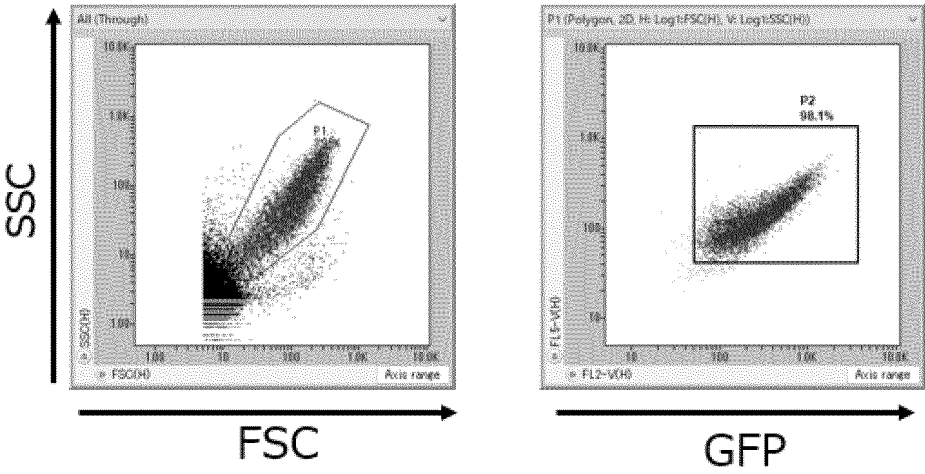 All (Through)
10.0K
1.0K
P1
100
10
1.00
1.00
10
100
1.0K
10.0K
SSC(H)
FSC(H)
Axis range
SSC
FSC
P1 (Polygon, 2D, H: Log1:FSC(H), V: Log1:SSC(H))
10.0K
P2
98.1%
1.0K
100
10
10
100
1.0K
10.0K
FL5-V(H)
FL2-V(H)
Axis range
GFP